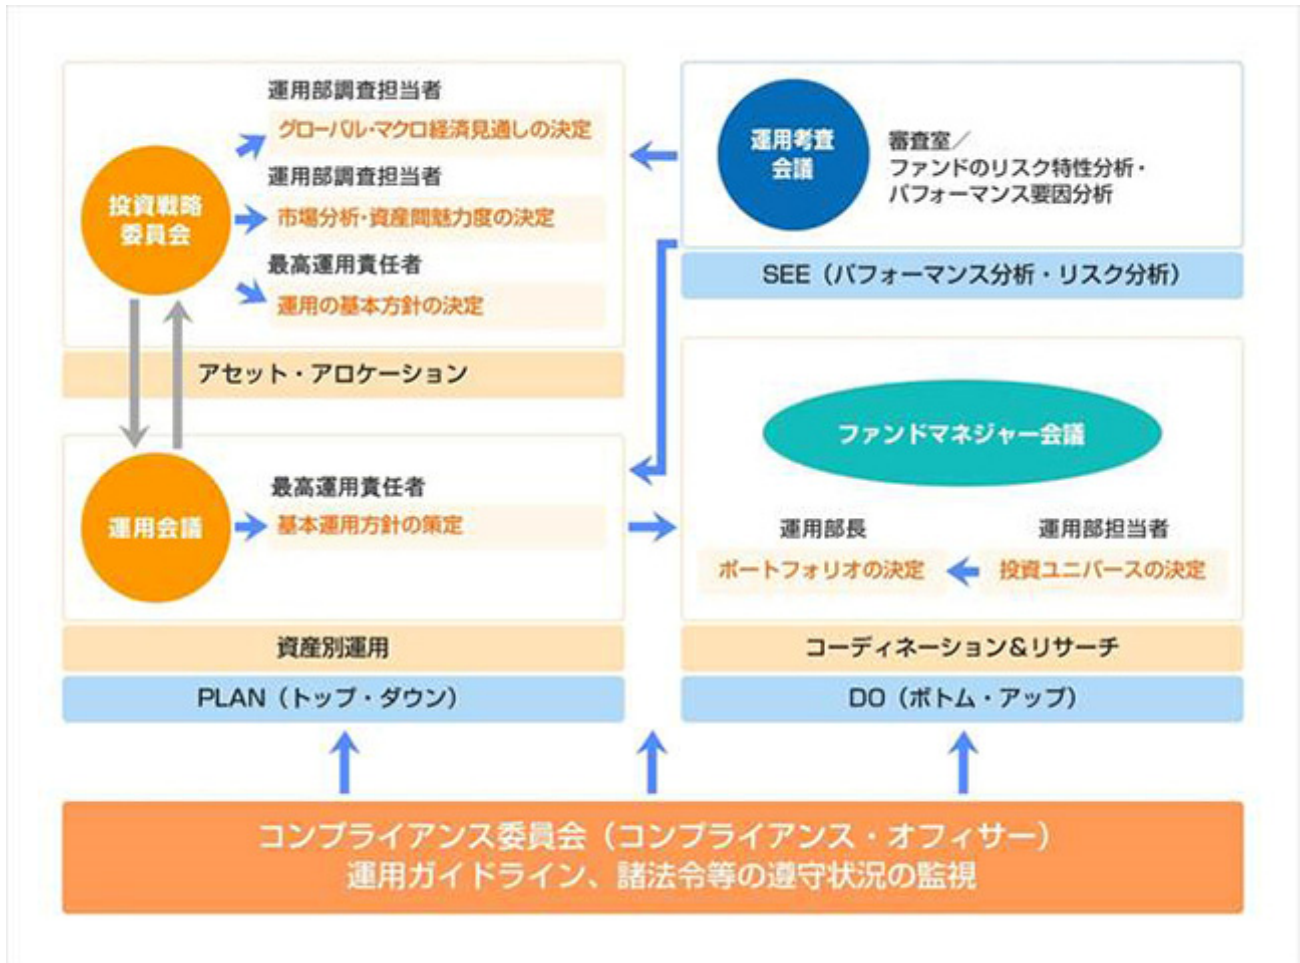 運用部調査担当者
グローバル・マクロ経済見通しの決定
投資戦略
委員会
運用部調査担当者
市場分析・資産間魅力度の決定
最高運用責任者
運用の基本方針の決定
アセット・アロケーション
運用会議
最高運用責任者
基本運用方針の策定
資産別運用
PLAN（トップ・ダウン）
運用考査
会議
審査室／
ファンドのリスク特性分析・
パフォーマンス要因分析
SEE（パフォーマンス分析・リスク分析）
ファンドマネジャー会議
運用部長
ポートフォリオの決定
運用部担当者
投資ユニバースの決定
コーディネーション＆リサーチ
DO（ボトム・アップ）
コンプライアンス委員会（コンプライアンス・オフィサー）
運用ガイドライン、諸法令等の遵守状況の監視